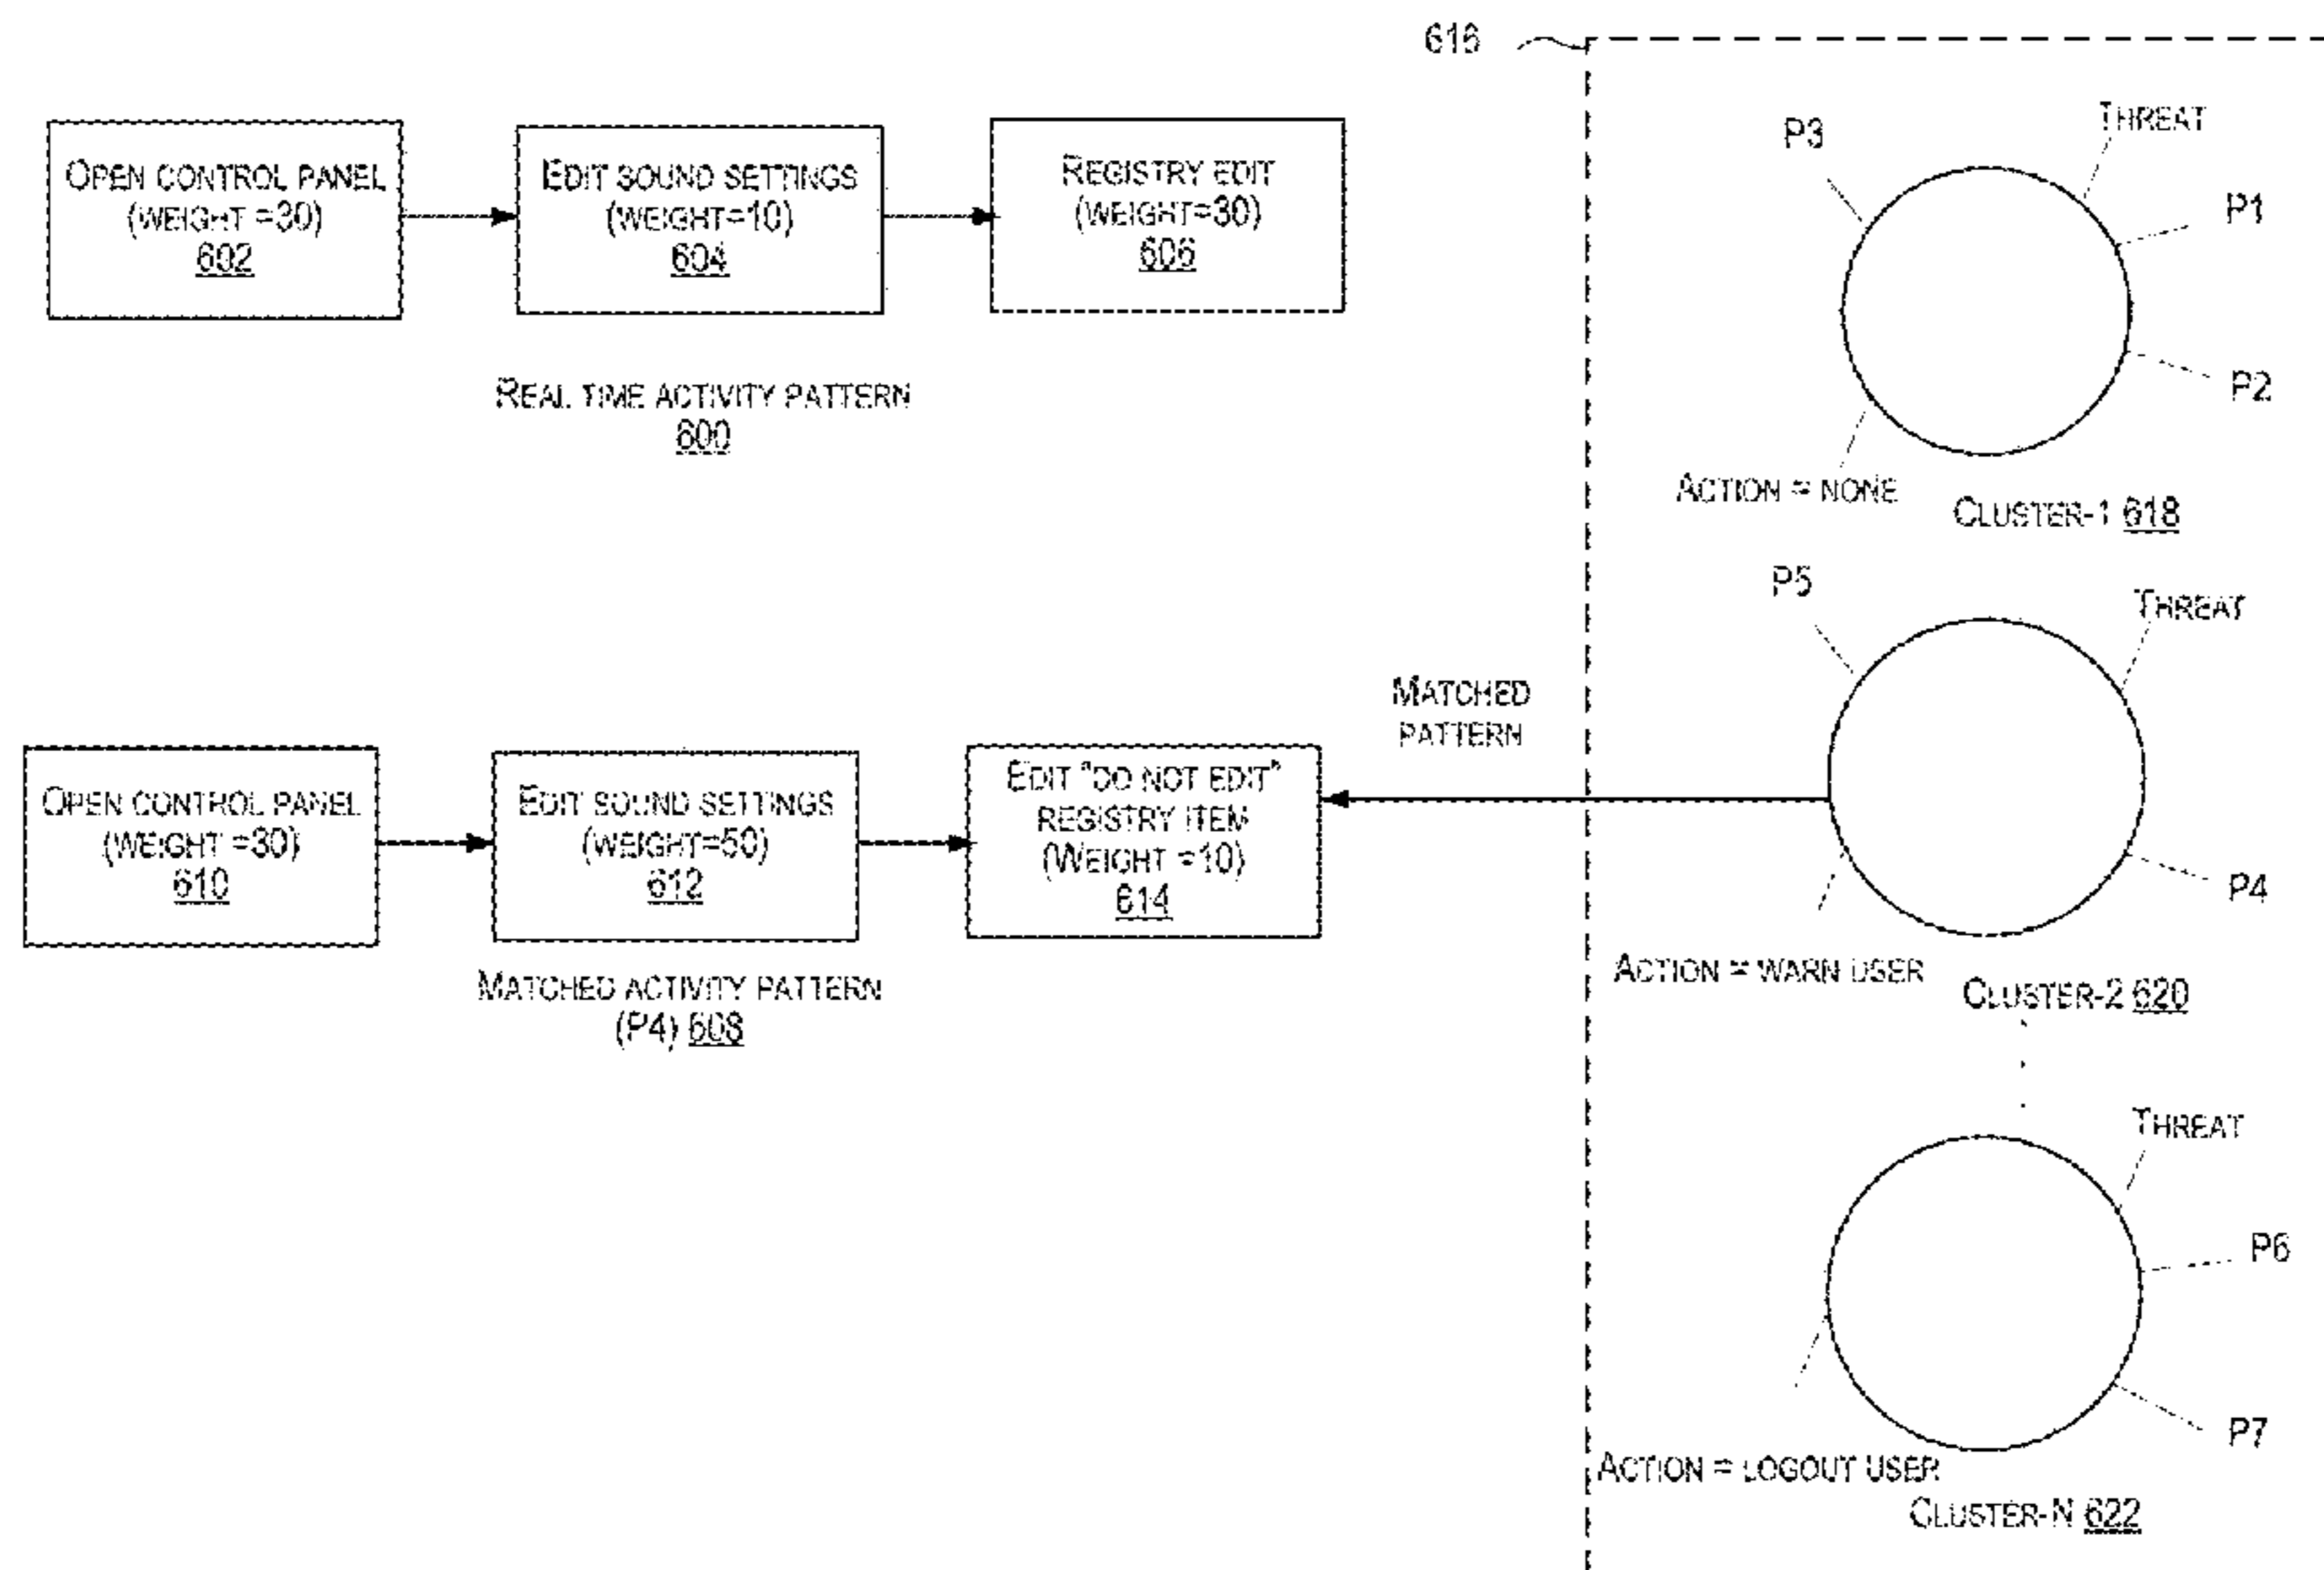 616
OPEN CONTROL PANEL
(WEIGHT =30)
602
EDIT SOUND SETTINGS
(WEIGHT=10)
604
REGISTRY EDIT
(WEIGHT=30)
606
REAL TIME ACTIVITY PATTERN
600
P3
THREAT
P1
P2
ACTION = NONE
CLUSTER-1 618
OPEN CONTROL PANEL
(WEIGHT =30)
610
EDIT SOUND SETTINGS
(WEIGHT=50)
612
EDIT "DO NOT EDIT"
REGISTRY ITEM
(WEIGHT =10)
614
MATCHED ACTIVITY PATTERN
(P4) 608
MATCHED
PATTERN
P5
THREAT
P4
ACTION = WARN USER
CLUSTER-2 620
THREAT
P6
P7
ACTION = LOGOUT USER
CLUSTER-N 622